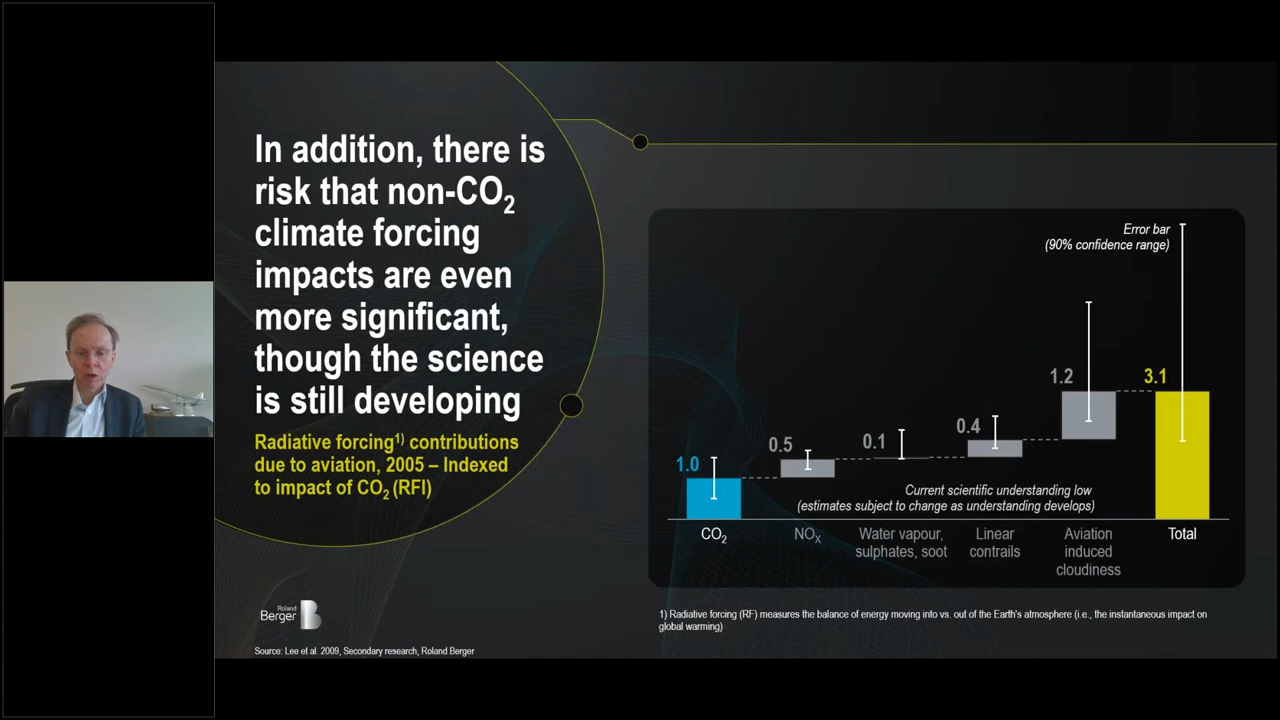 In addition, there is
risk that non-CO₂
climate forcing
impacts are even
more significant,
though the science
is still developing
Radiative forcing¹⁾ contributions
due to aviation, 2005 – Indexed
to impact of CO₂ (RFI)
Error bar
(90% confidence range)
1.0
0.5
0.1
0.4
1.2
3.1
Current scientific understanding low
(estimates subject to change as understanding develops)
CO₂
NOₓ
Water vapour,
sulphates, soot
Linear
contrails
Aviation
induced
cloudiness
Total
1) Radiative forcing (RF) measures the balance of energy moving into vs. out of the Earth's atmosphere (i.e., the instantaneous impact on
global warming)
Roland
Berger
B
Source: Lee et al. 2009, Secondary research, Roland Berger